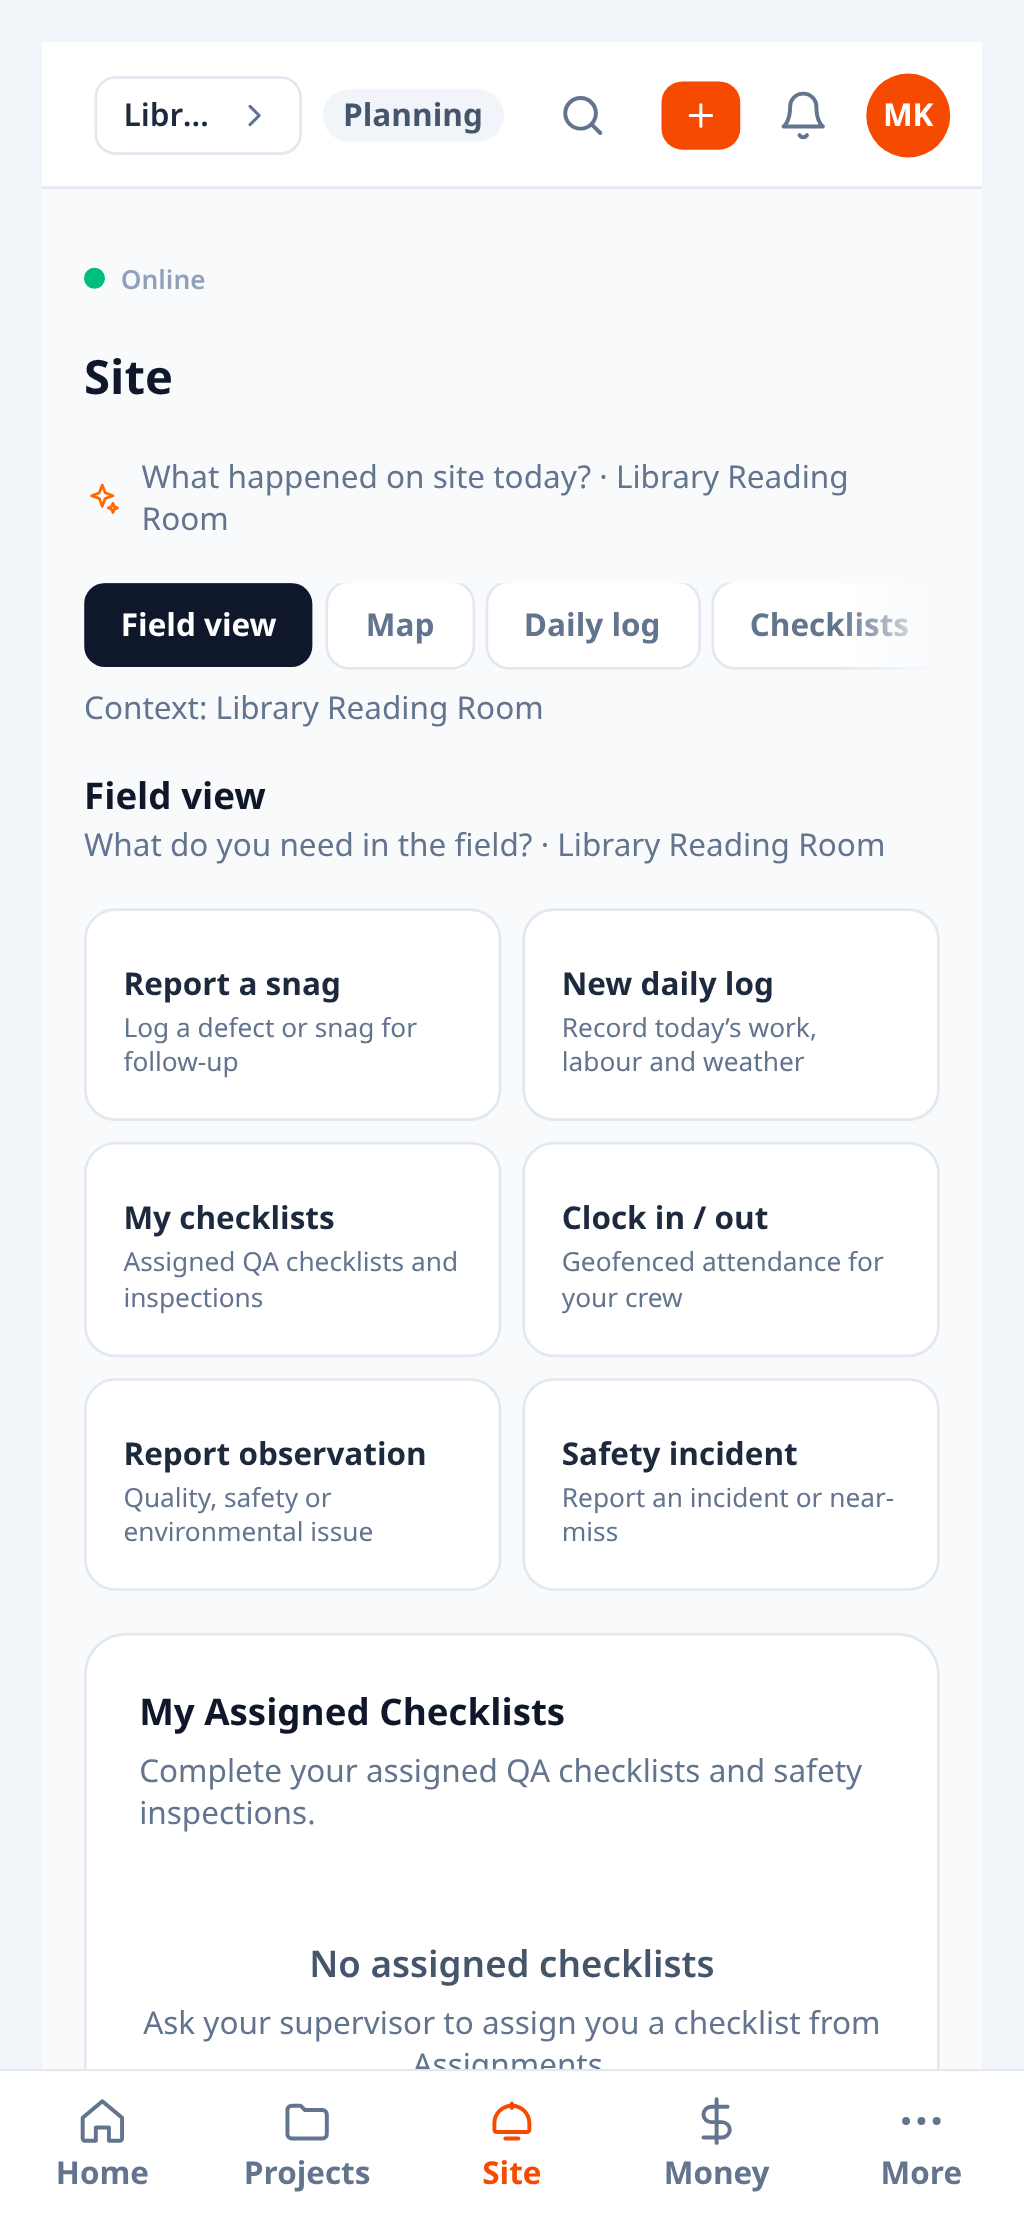 Libr...
Planning
MK
Online
Site
What happened on site today? · Library Reading
Room
Field view
Map
Daily log
Checklists
Context: Library Reading Room
Field view
What do you need in the field? · Library Reading Room
Report a snag
Log a defect or snag for
follow-up
New daily log
Record today’s work,
labour and weather
My checklists
Assigned QA checklists and
inspections
Clock in / out
Geofenced attendance for
your crew
Report observation
Quality, safety or
environmental issue
Safety incident
Report an incident or near-
miss
My Assigned Checklists
Complete your assigned QA checklists and safety
inspections.
No assigned checklists
Ask your supervisor to assign you a checklist from
Assignments
Home
Projects
Site
Money
More